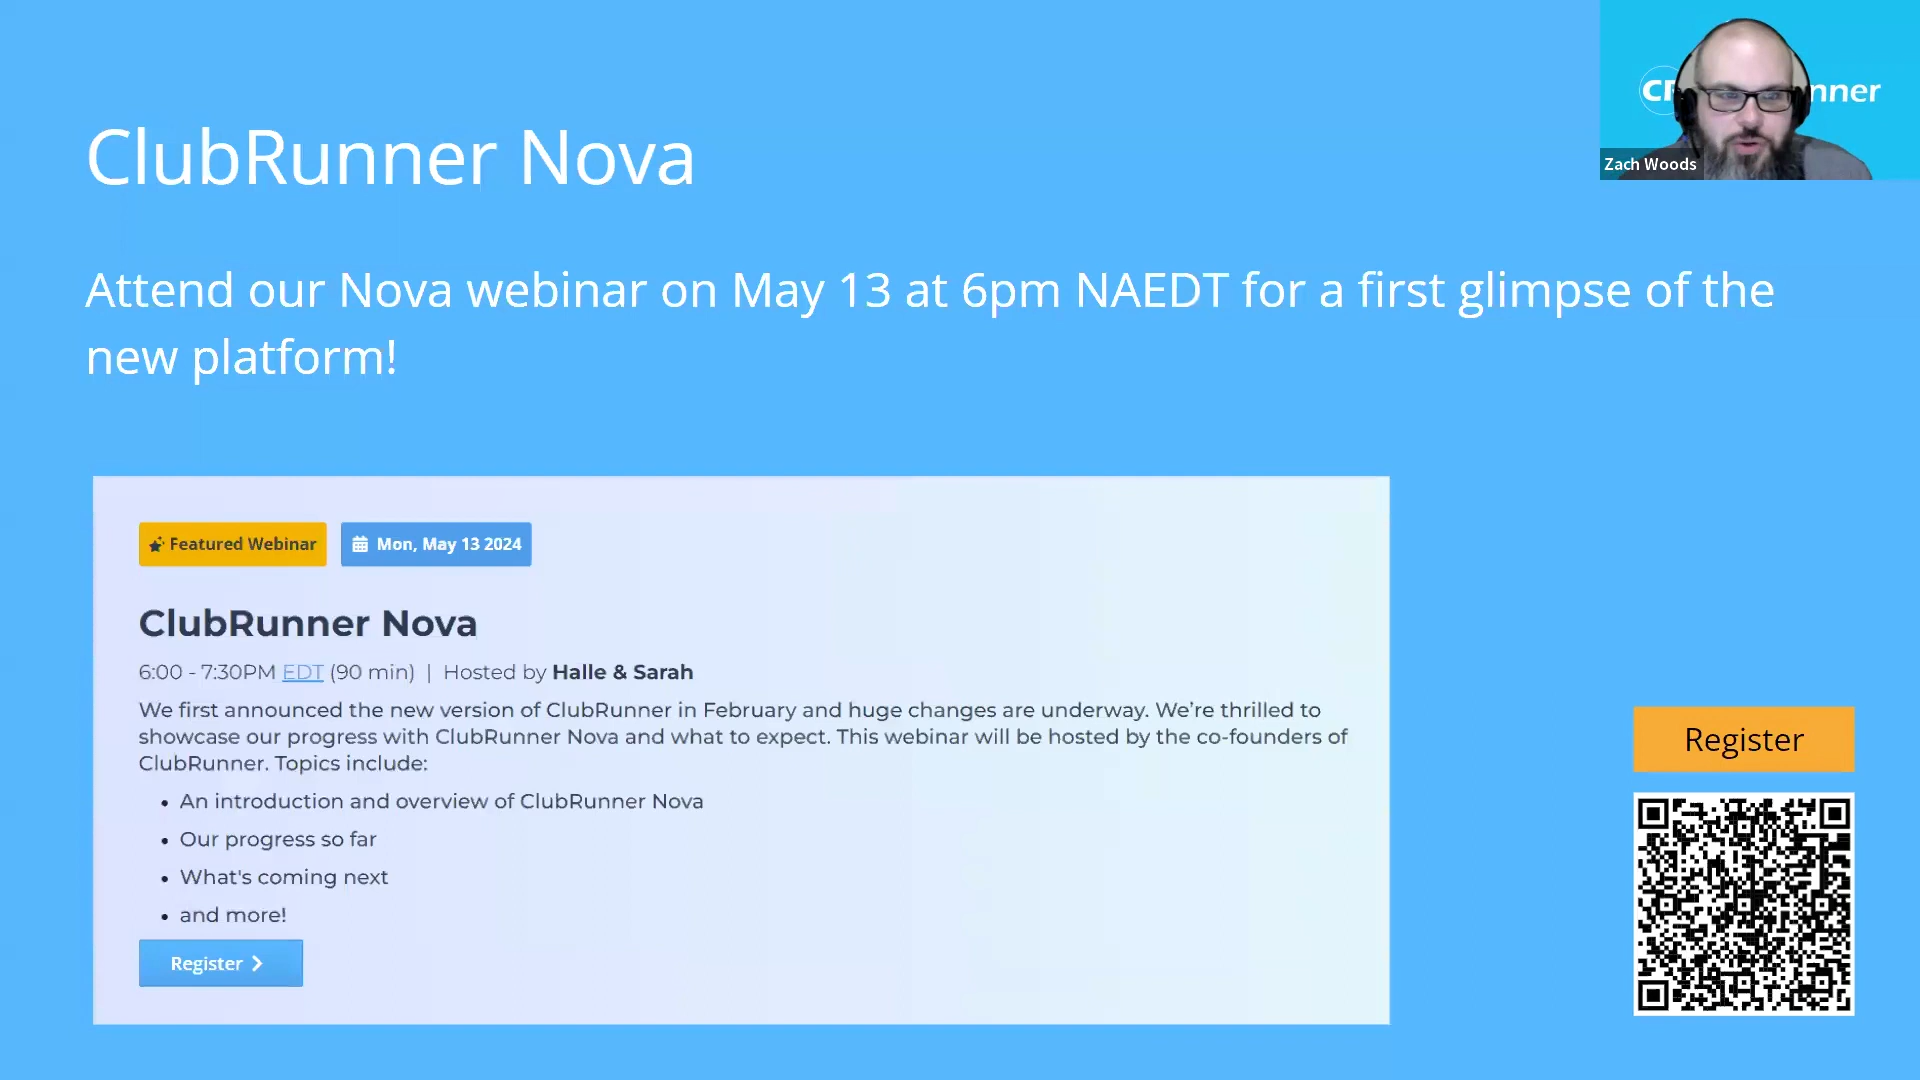 ClubRunner Nova
Zach Woods
Attend our Nova webinar on May 13 at 6pm NAEDT for a first glimpse of the
new platform!
Featured Webinar
Mon, May 13 2024
ClubRunner Nova
6:00 - 7:30PM EDT (90 min) | Hosted by Halle & Sarah
We first announced the new version of ClubRunner in February and huge changes are underway. We’re thrilled to
showcase our progress with ClubRunner Nova and what to expect. This webinar will be hosted by the co-founders of
ClubRunner. Topics include:
• An introduction and overview of ClubRunner Nova
• Our progress so far
• What's coming next
• and more!
Register
Register